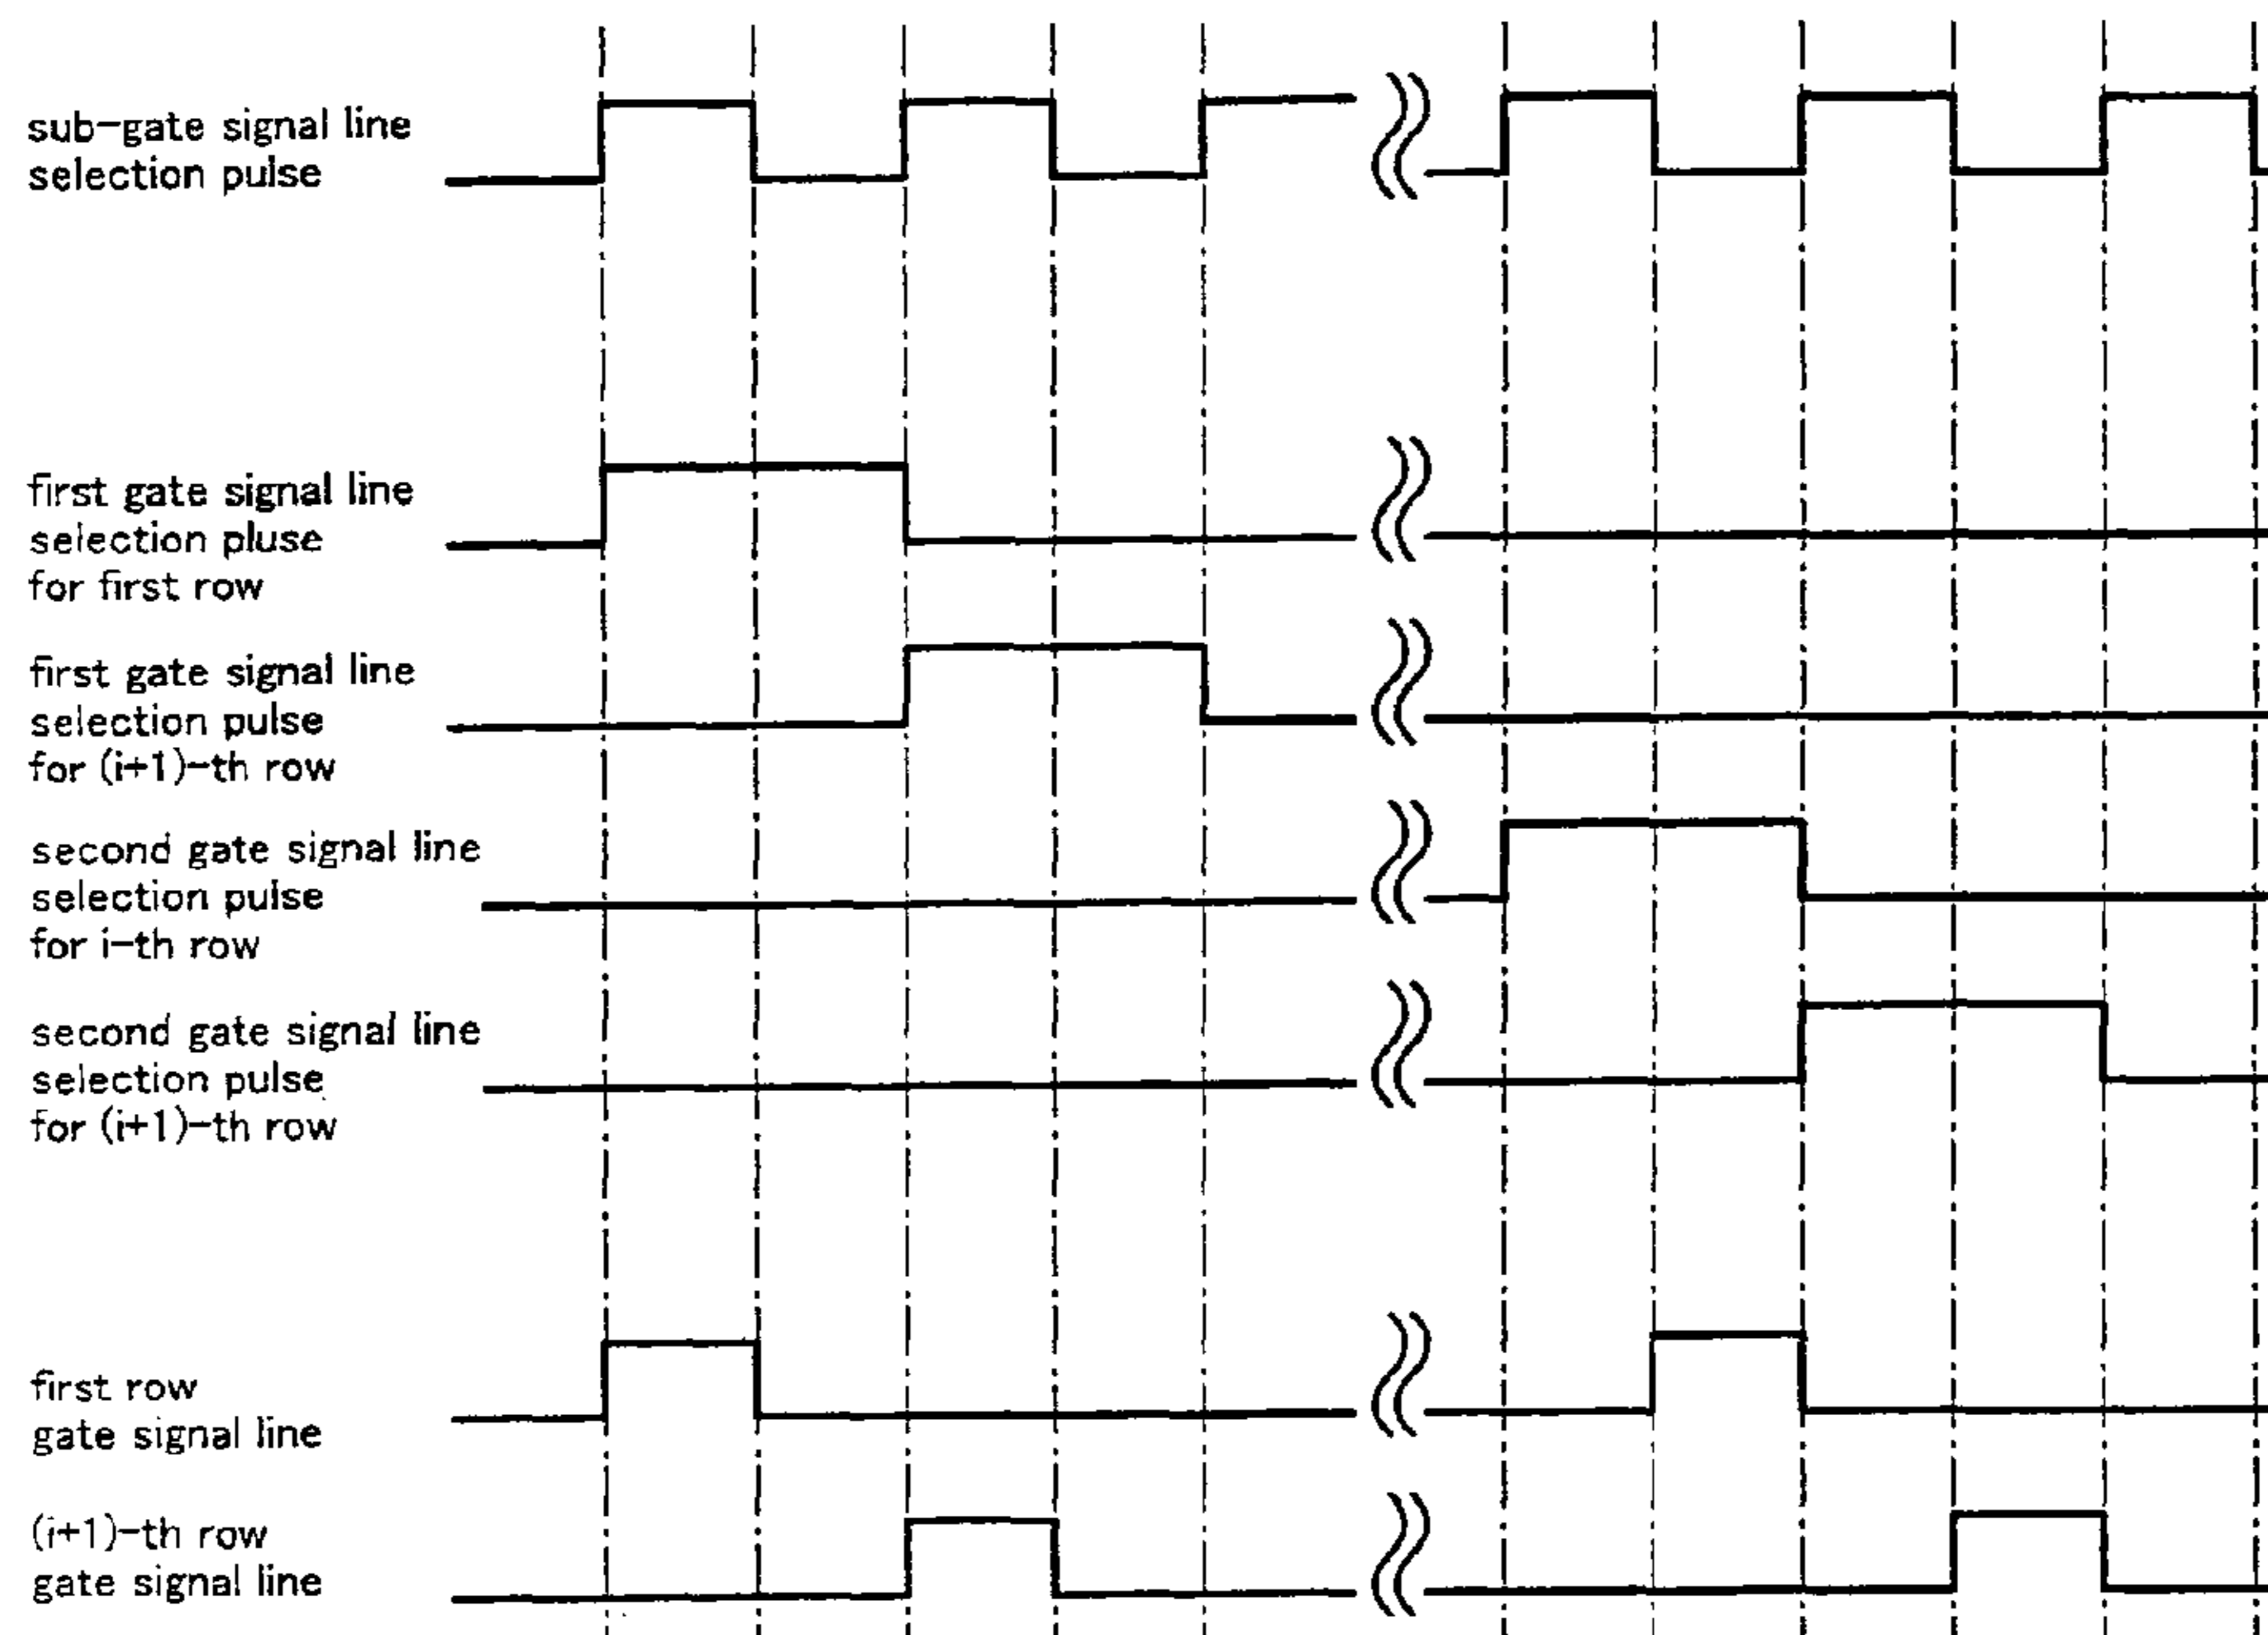 sub-gate signal line
selection pulse
first gate signal line
selection pluse
for first row
first gate signal line
selection pulse
for (i+1)-th row
second gate signal line
selection pulse
for i-th row
second gate signal line
selection pulse
for (i+1)-th row
first row
gate signal line
(i+1)-th row
gate signal line